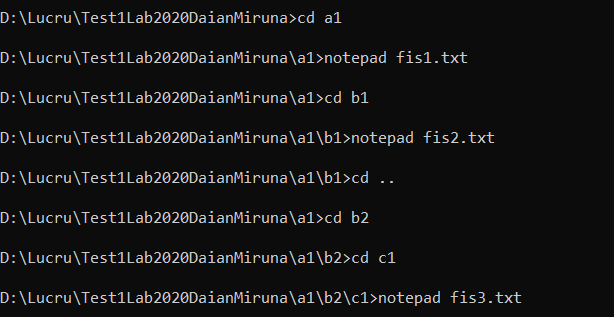 D:\Lucru\Test1Lab2020DaianMiruna>cd a1
D:\Lucru\Test1Lab2020DaianMiruna\a1>notepad fis1.txt
D:\Lucru\Test1Lab2020DaianMiruna\a1>cd b1
D:\Lucru\Test1Lab2020DaianMiruna\a1\b1>notepad fis2.txt
D:\Lucru\Test1Lab2020DaianMiruna\a1\b1>cd ..
D:\Lucru\Test1Lab2020DaianMiruna\a1>cd b2
D:\Lucru\Test1Lab2020DaianMiruna\a1\b2>cd c1
D:\Lucru\Test1Lab2020DaianMiruna\a1\b2\c1>notepad fis3.txt